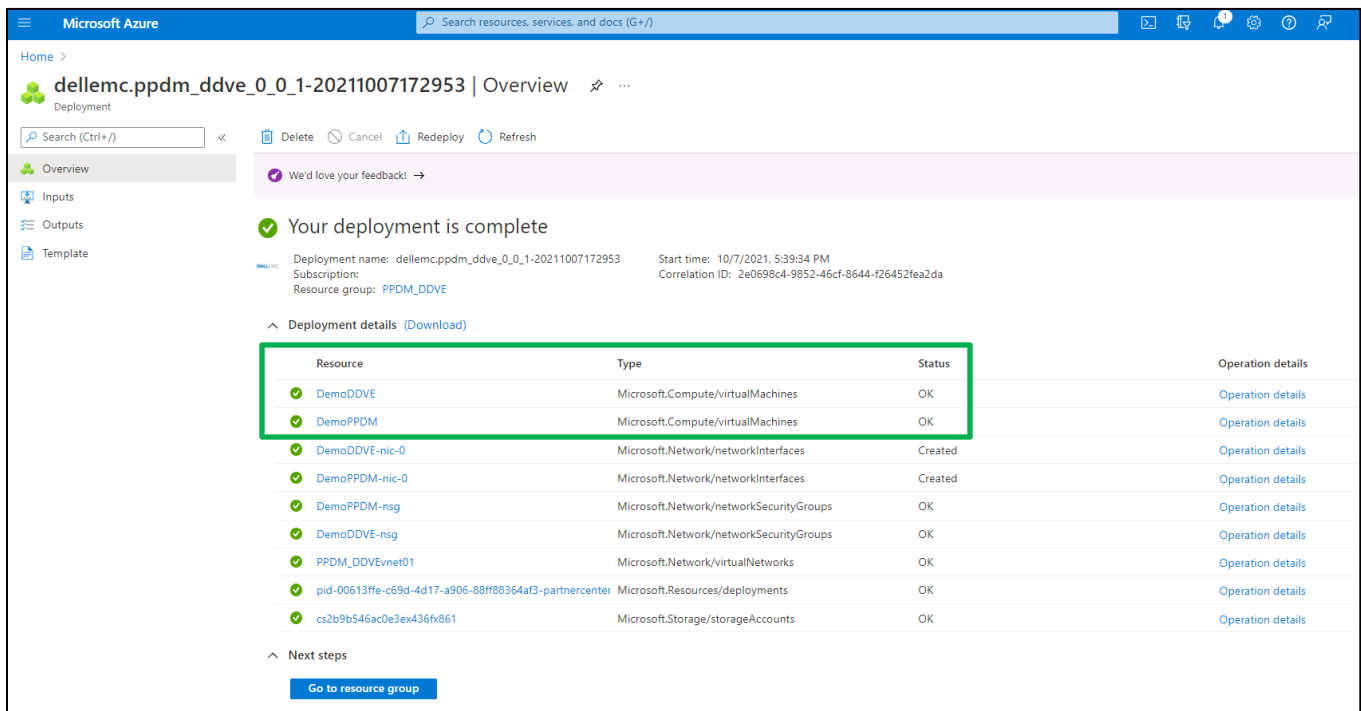 Microsoft Azure
Search resources, services, and docs (G+/)
1
Home >
dellemc.ppdm_ddve_0_0_1-20211007172953 | Overview
Deployment
Search (Ctrl+/)
«
Delete Cancel Redeploy Refresh
Overview
We'd love your feedback! →
Inputs
Outputs
Template
Your deployment is complete
Deployment name: dellemc.ppdm_ddve_0_0_1-20211007172953 Start time: 10/7/2021, 5:39:34 PM
Subscription: Correlation ID: 2e0698c4-9852-46cf-8644-f26452fea2da
Resource group: PPDM_DDVE
Deployment details (Download)
Resource Type Status Operation details
DemoDDVE Microsoft.Compute/virtualMachines OK Operation details
DemoPPDM Microsoft.Compute/virtualMachines OK Operation details
DemoDDVE-nic-0 Microsoft.Network/networkInterfaces Created Operation details
DemoPPDM-nic-0 Microsoft.Network/networkInterfaces Created Operation details
DemoPPDM-nsg Microsoft.Network/networkSecurityGroups OK Operation details
DemoDDVE-nsg Microsoft.Network/networkSecurityGroups OK Operation details
PPDM_DDVEvnet01 Microsoft.Network/virtualNetworks OK Operation details
pid-00613ffe-c69d-4d17-a906-88ff88364af3-partnercenter Microsoft.Resources/deployments OK Operation details
cs2b9b546ac0e3ex436fx861 Microsoft.Storage/storageAccounts OK Operation details
Next steps
Go to resource group